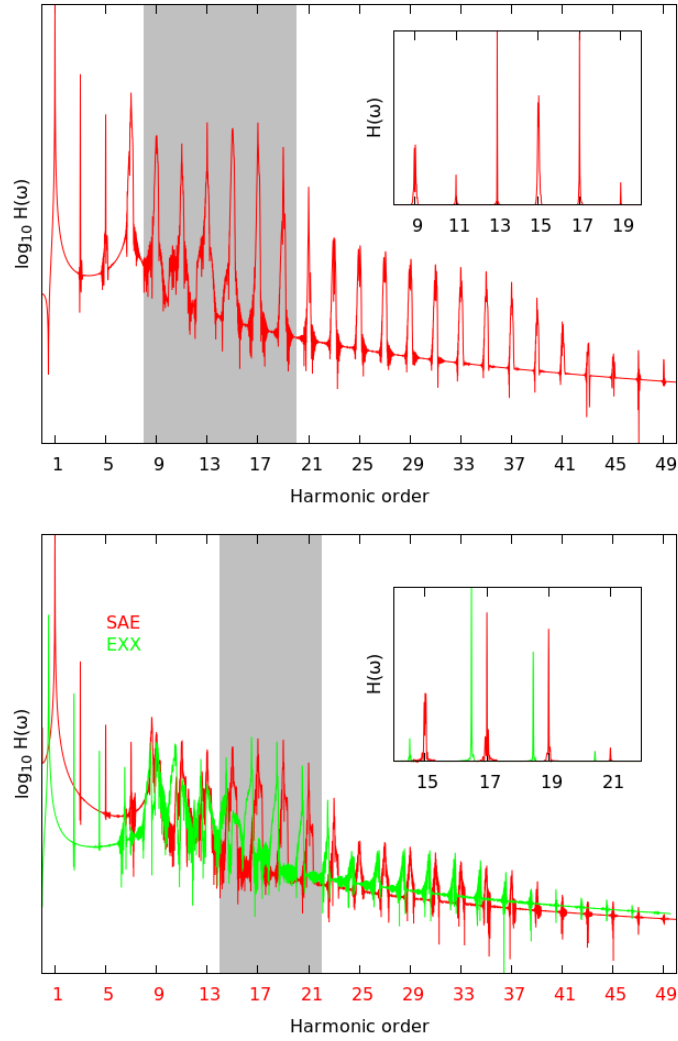 log₁₀ H(ω)
H(ω)
9 11 13 15 17 19
1 5 9 13 17 21 25 29 33 37 41 45 49
Harmonic order
SAE
EXX
log₁₀ H(ω)
H(ω)
15 17 19 21
1 5 9 13 17 21 25 29 33 37 41 45 49
Harmonic order